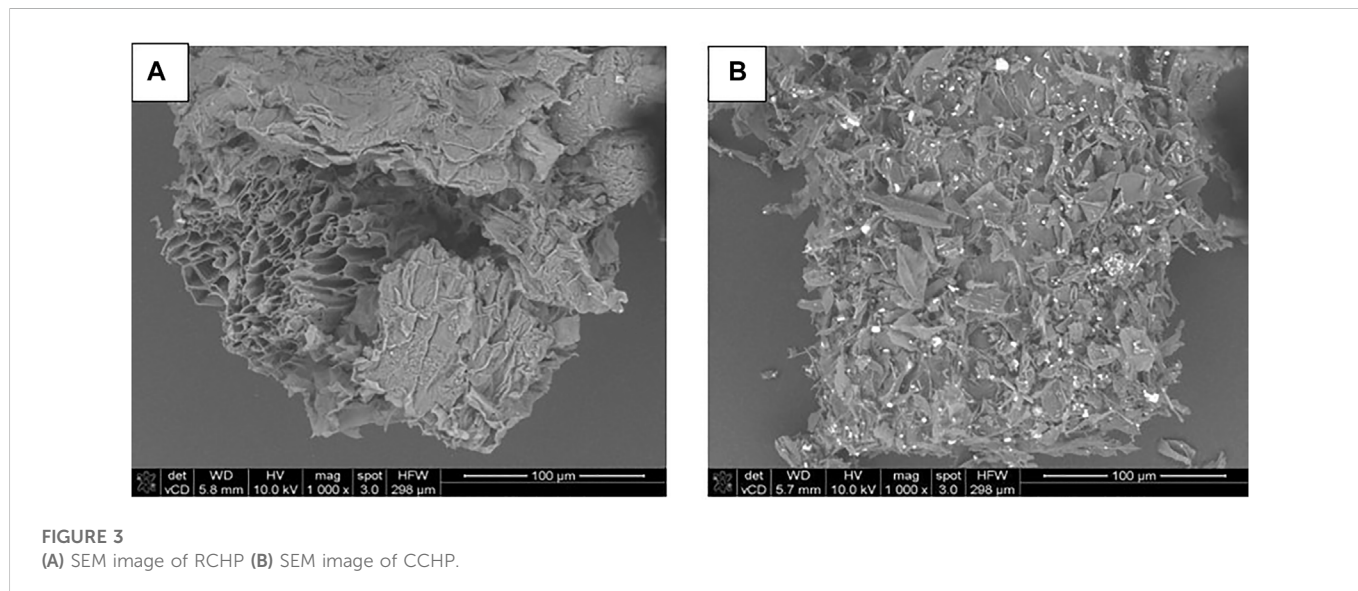 A
B
det WD HV mag spot HFW 100 µm
vCD 5.8 mm 10.0 kV 1 000 x 3.0 298 µm
det WD HV mag spot HFW 100 µm
vCD 5.7 mm 10.0 kV 1 000 x 3.0 298 µm
FIGURE 3
(A) SEM image of RCHP (B) SEM image of CCHP.